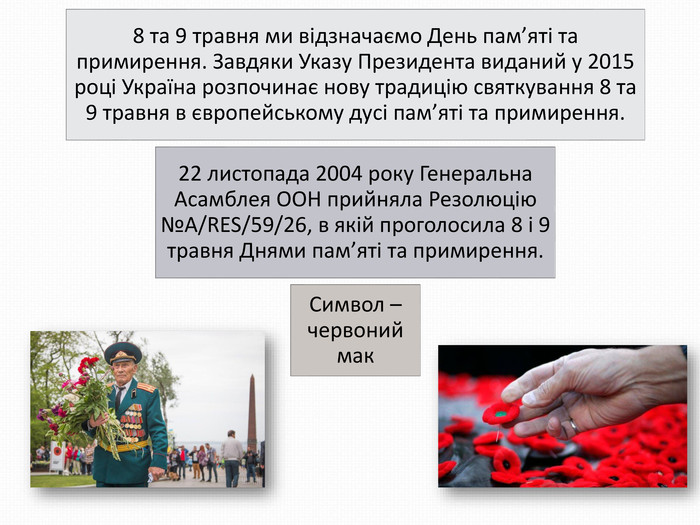 8 та 9 травня ми відзначаємо День пам’яті та
примирення. Завдяки Указу Президента виданий у 2015
році Україна розпочинає нову традицію святкування 8 та
9 травня в європейському дусі пам’яті та примирення.
22 листопада 2004 року Генеральна
Асамблея ООН прийняла Резолюцію
№A/RES/59/26, в якій проголосила 8 і 9
травня Днями пам’яті та примирення.
Символ –
червоний
мак